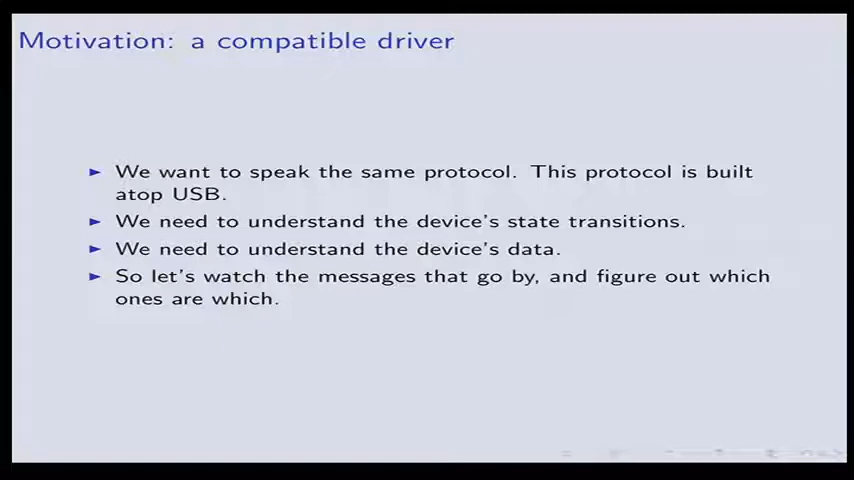 Motivation: a compatible driver
We want to speak the same protocol. This protocol is built
atop USB.
We need to understand the device's state transitions.
We need to understand the device's data.
So let's watch the messages that go by, and figure out which
ones are which.